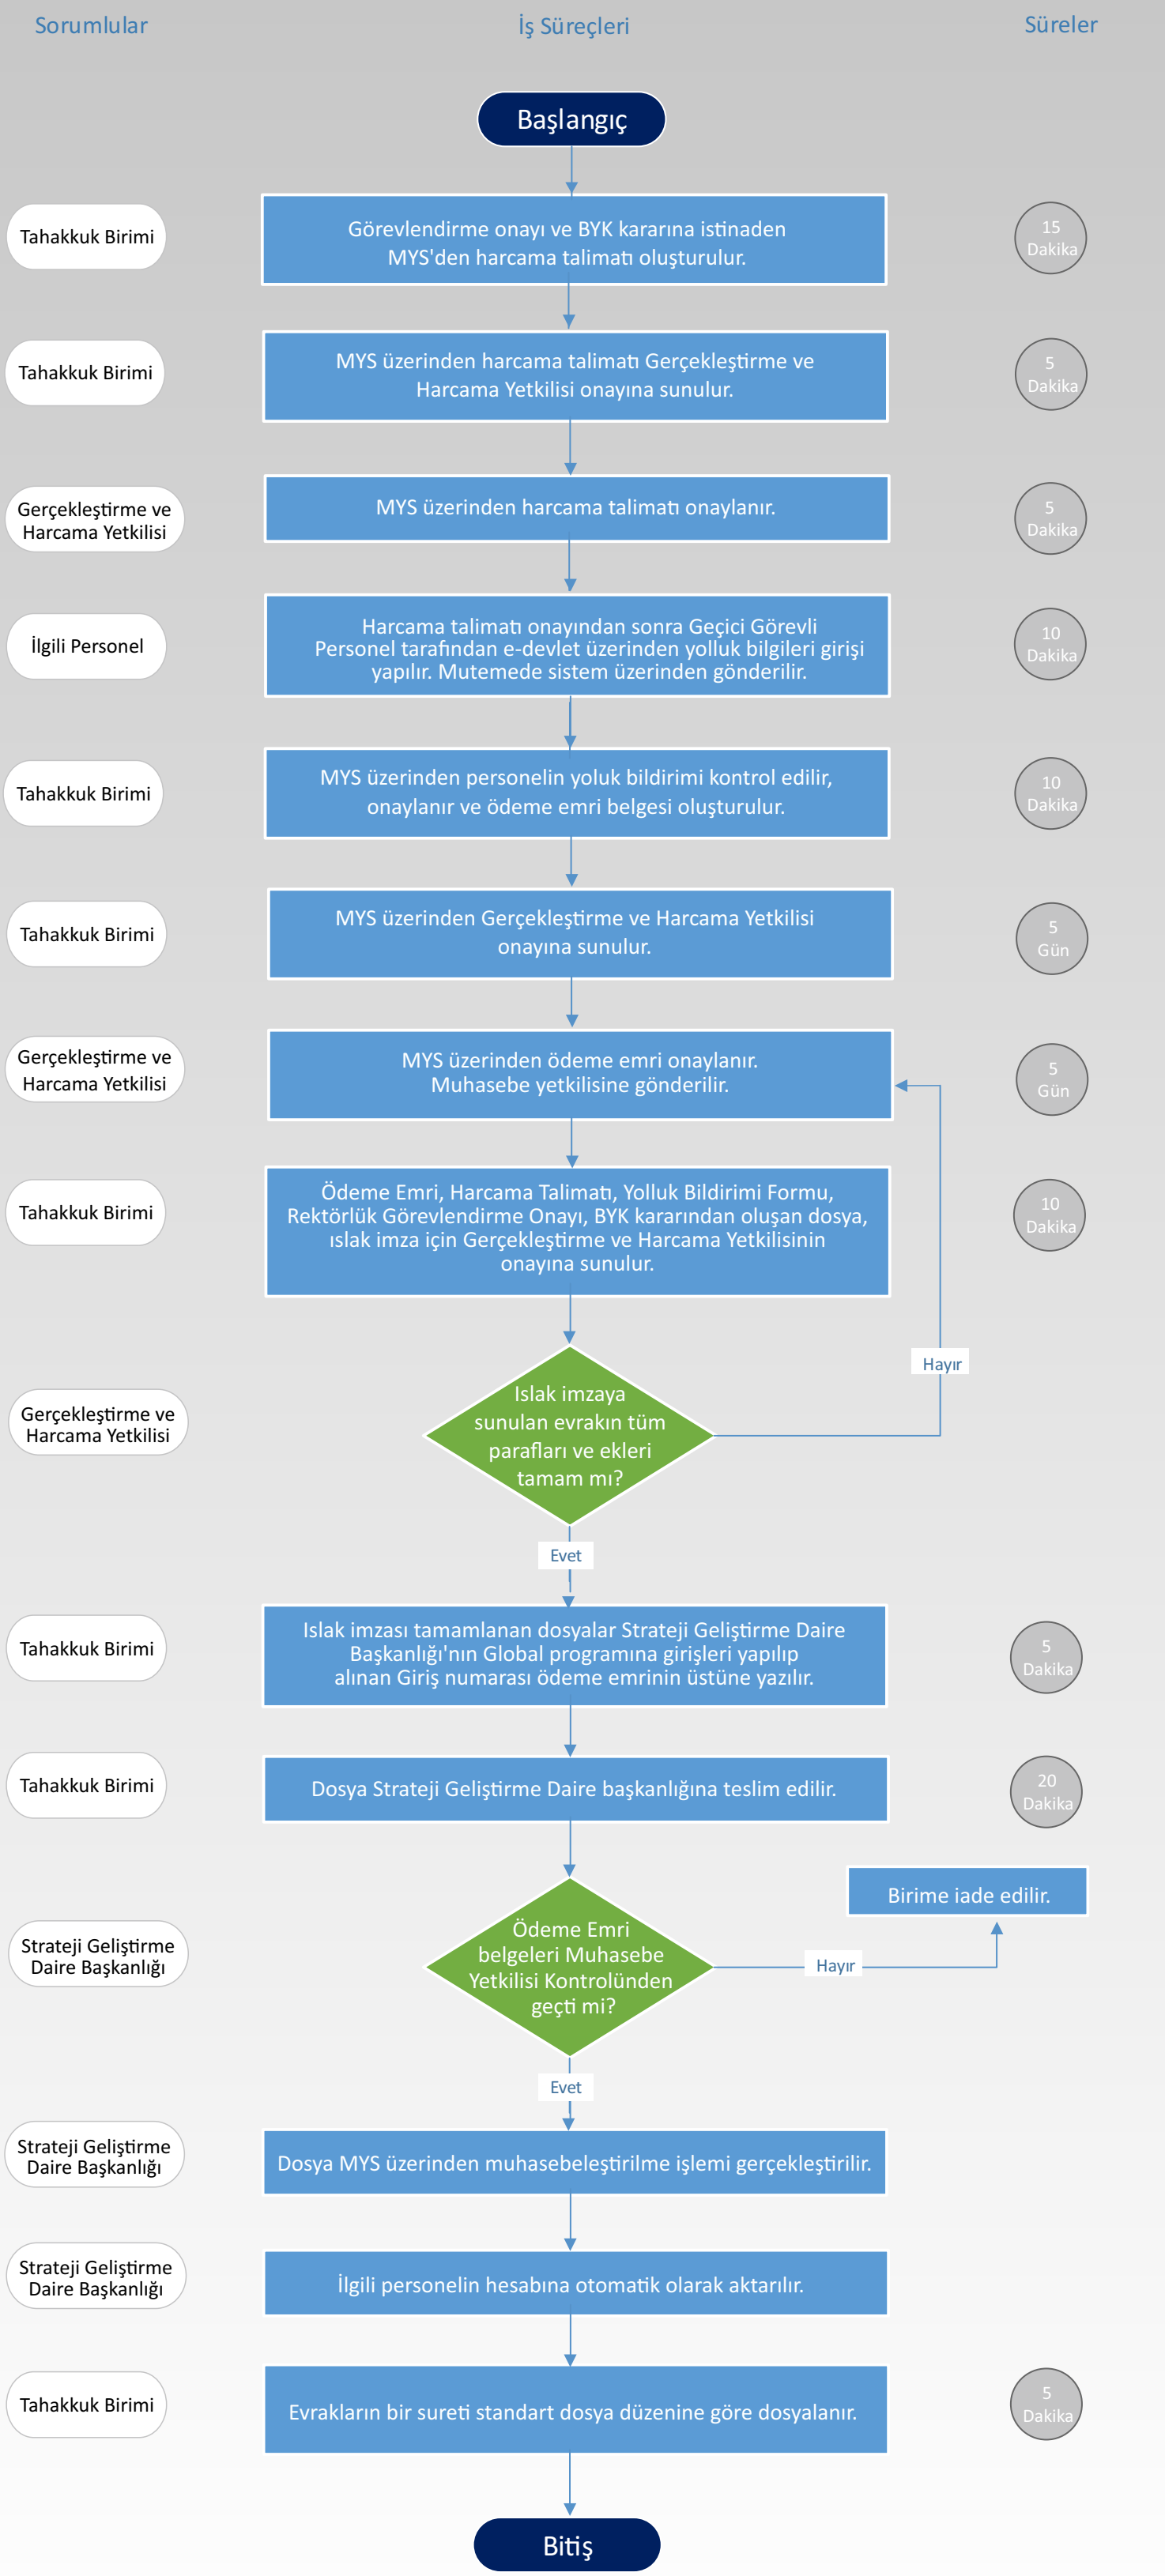 Sorumlular
İş Süreçleri
Süreler
Başlangıç
Tahakkuk Birimi
Görevlendirme onayı ve BYK kararına istinaden
MYS'den harcama talimatı oluşturulur.
15
Dakika
Tahakkuk Birimi
MYS üzerinden harcama talimatı Gerçekleştirme ve
Harcama Yetkilisi onayına sunulur.
5
Dakika
Gerçekleştirme ve
Harcama Yetkilisi
MYS üzerinden harcama talimatı onaylanır.
5
Dakika
İlgili Personel
Harcama talimatı onayından sonra Geçici Görevli
Personel tarafından e-devlet üzerinden yolluk bilgileri girişi
yapılır. Mutemede sistem üzerinden gönderilir.
10
Dakika
Tahakkuk Birimi
MYS üzerinden personelin yoluk bildirimi kontrol edilir,
onaylanır ve ödeme emri belgesi oluşturulur.
10
Dakika
Tahakkuk Birimi
MYS üzerinden Gerçekleştirme ve Harcama Yetkilisi
onayına sunulur.
5
Gün
Gerçekleştirme ve
Harcama Yetkilisi
MYS üzerinden ödeme emri onaylanır.
Muhasebe yetkilisine gönderilir.
5
Gün
Tahakkuk Birimi
Ödeme Emri, Harcama Talimatı, Yolluk Bildirimi Formu,
Rektörlük Görevlendirme Onayı, BYK kararından oluşan dosya,
ıslak imza için Gerçekleştirme ve Harcama Yetkilisinin
onayına sunulur.
10
Dakika
Hayır
Gerçekleştirme ve
Harcama Yetkilisi
Islak imzaya
sunulan evrakın tüm
parafları ve ekleri
tamam mı?
Evet
Tahakkuk Birimi
Islak imzası tamamlanan dosyalar Strateji Geliştirme Daire
Başkanlığı'nın Global programına girişleri yapılıp
alınan Giriş numarası ödeme emrinin üstüne yazılır.
5
Dakika
Tahakkuk Birimi
Dosya Strateji Geliştirme Daire başkanlığına teslim edilir.
20
Dakika
Birime iade edilir.
Strateji Geliştirme
Daire Başkanlığı
Ödeme Emri
belgeleri Muhasebe
Yetkilisi Kontrolünden
geçti mi?
Hayır
Evet
Strateji Geliştirme
Daire Başkanlığı
Dosya MYS üzerinden muhasebeleştirilme işlemi gerçekleştirilir.
Strateji Geliştirme
Daire Başkanlığı
İlgili personelin hesabına otomatik olarak aktarılır.
Tahakkuk Birimi
Evrakların bir sureti standart dosya düzenine göre dosyalanır.
5
Dakika
Bitiş